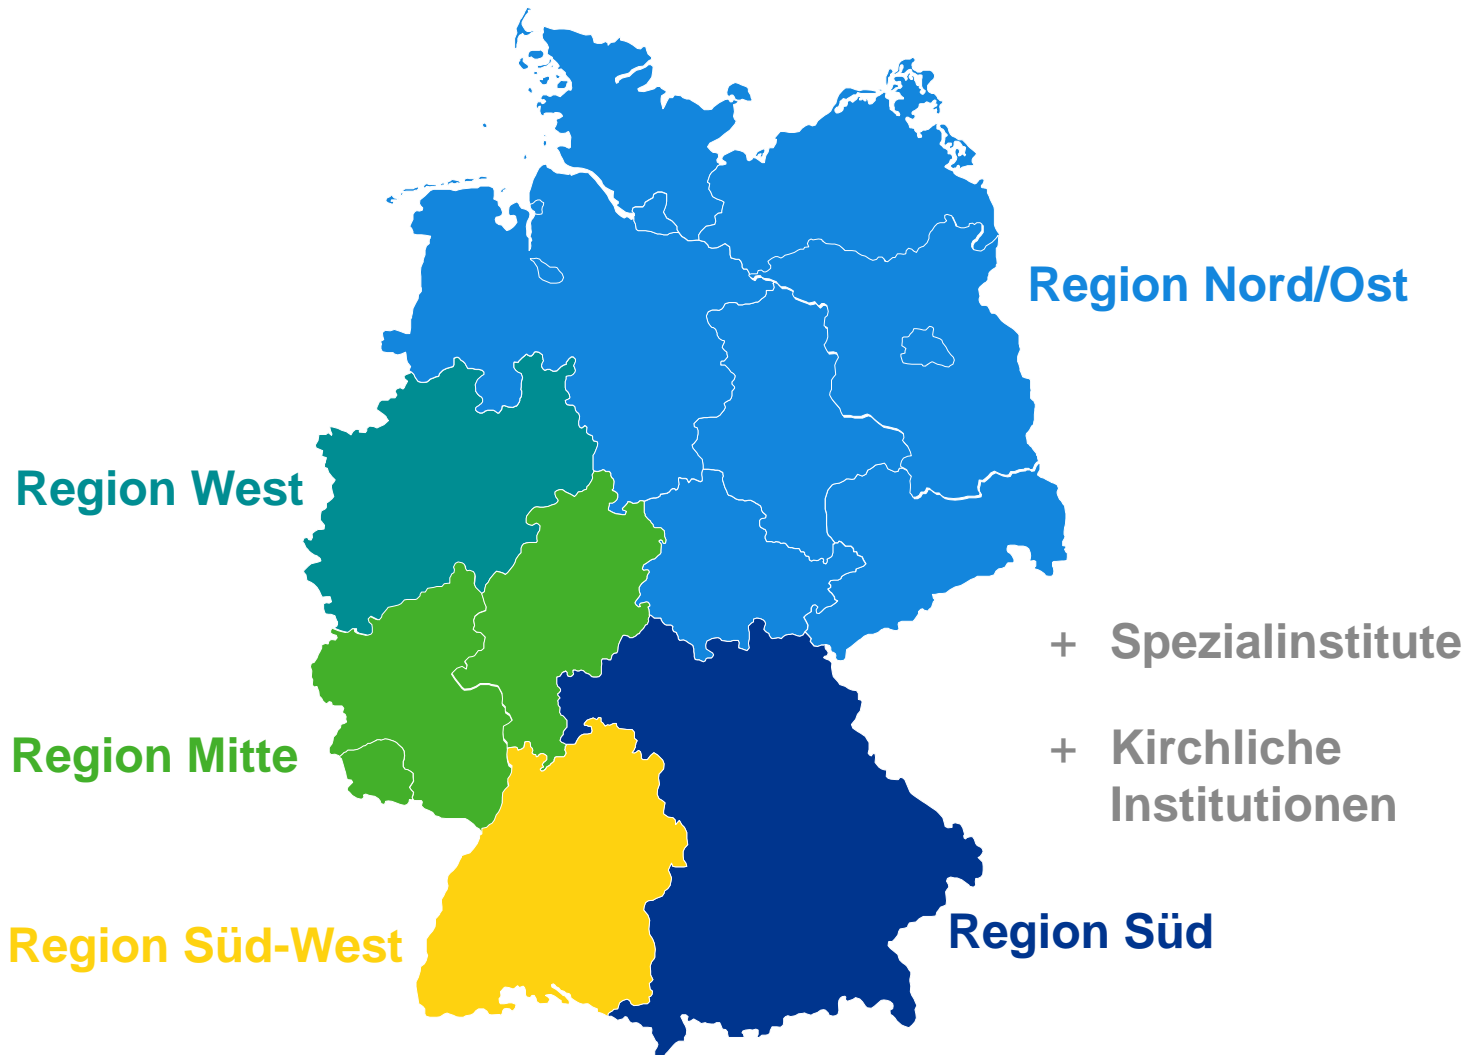 Region Nord/Ost
Region West
+ Spezialinstitute
Region Mitte
+ Kirchliche
Institutionen
Region Süd-West
Region Süd